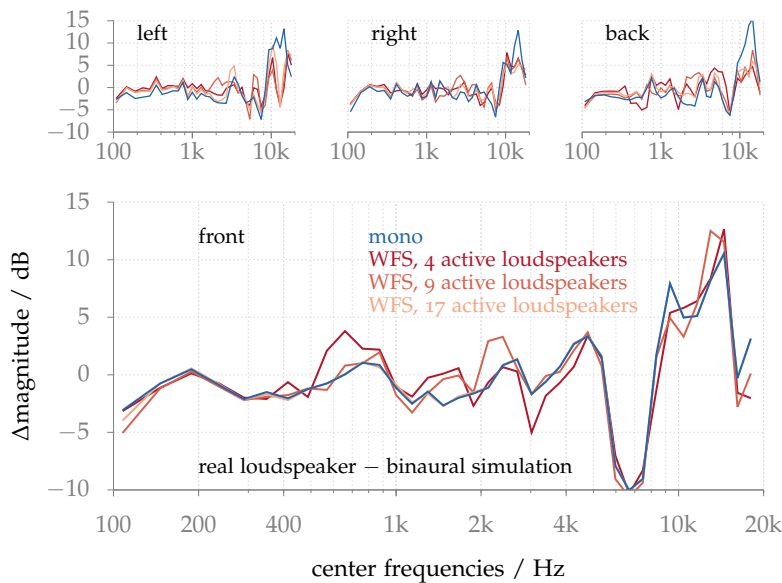 15
10
5
0
−5
−10
left
right
back
100
1k
10k
100
1k
10k
100
1k
10k
Δmagnitude / dB
15
10
5
0
−5
−10
front
mono
WFS, 4 active loudspeakers
WFS, 9 active loudspeakers
WFS, 17 active loudspeakers
real loudspeaker − binaural simulation
100
200
400
1k
2k
4k
10k
20k
center frequencies / Hz